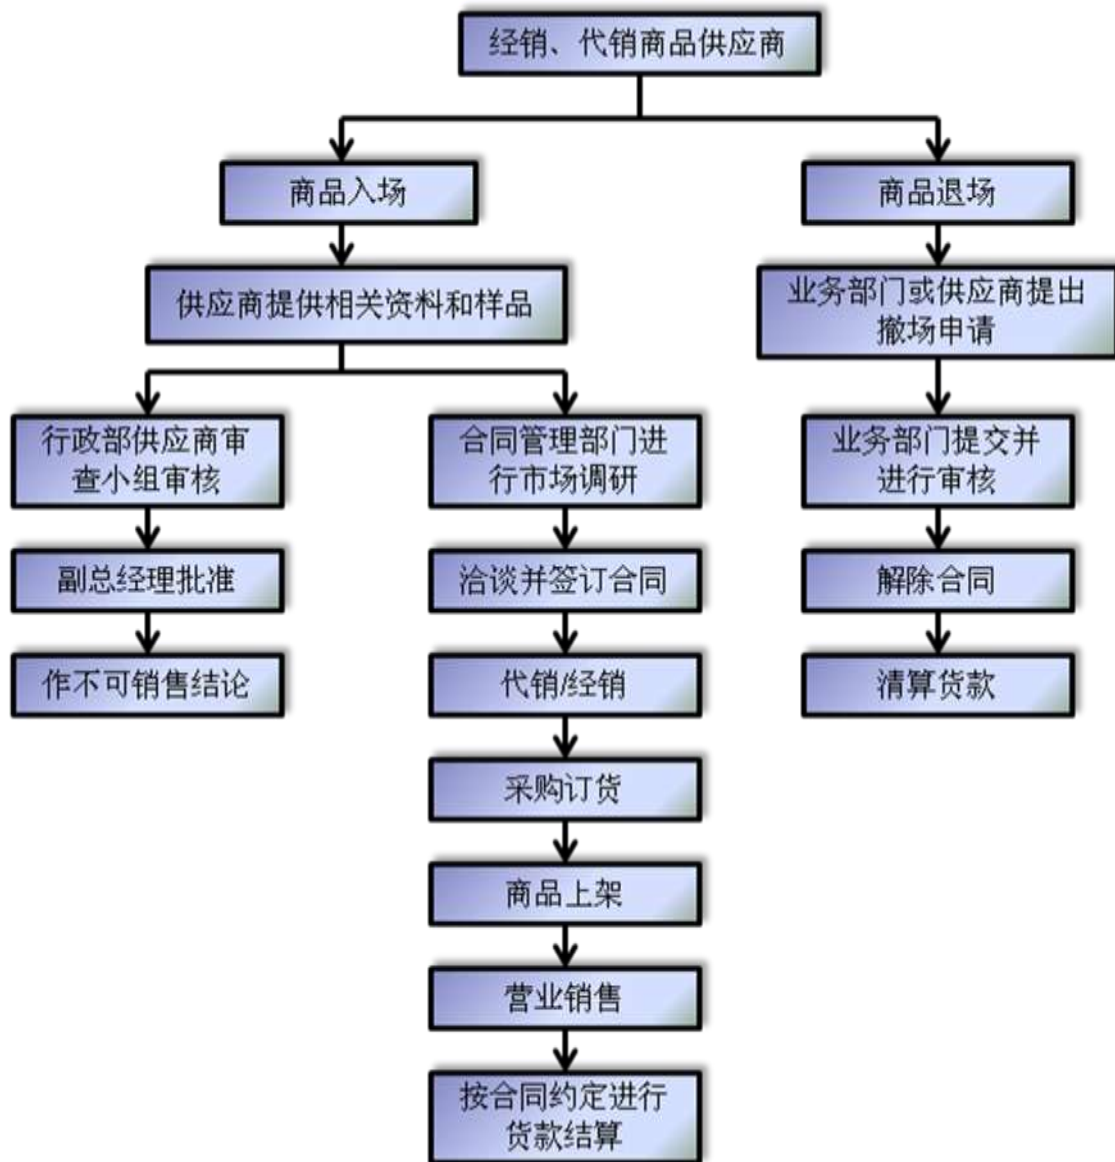 经销、代销商品供应商
商品入场
商品退场
供应商提供相关资料和样品
业务部门或供应商提出
撤场申请
行政部供应商审
查小组审核
合同管理部门进
行市场调研
业务部门提交并
进行审核
副总经理批准
洽谈并签订合同
解除合同
作不可销售结论
代销/经销
清算货款
采购订货
商品上架
营业销售
按合同约定进行
货款结算